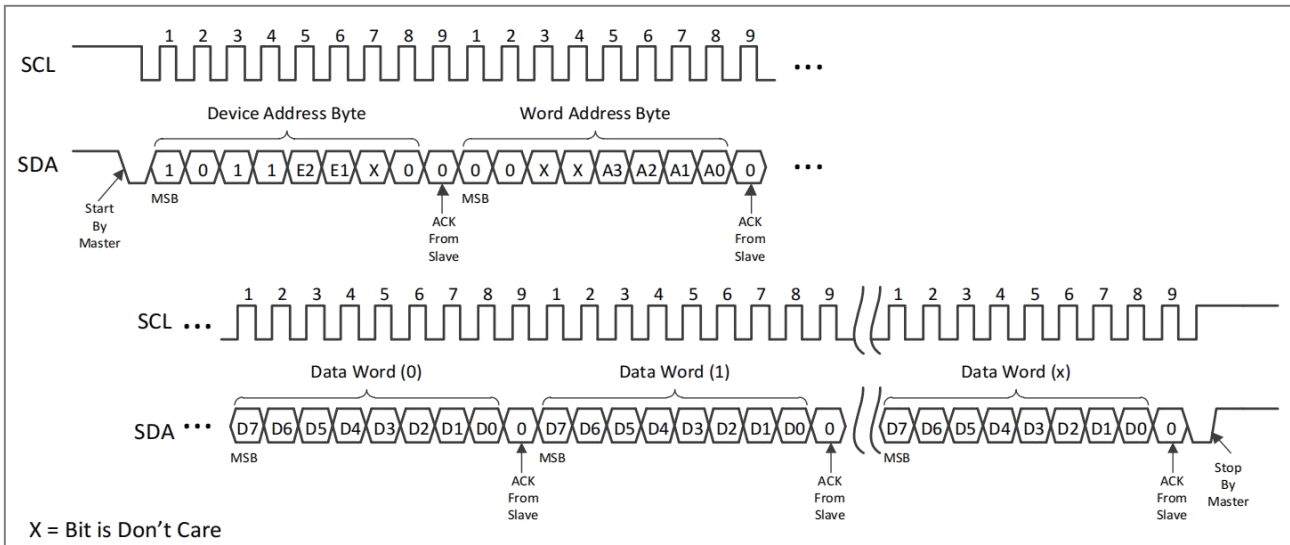 1 2 3 4 5 6 7 8 9 1 2 3 4 5 6 7 8 9
SCL •••
Device Address Byte Word Address Byte
SDA 1 0 1 1 E2 E1 X 0 0 0 0 X X A3 A2 A1 A0 0 •••
MSB MSB
Start
By
Master
ACK
From
Slave
ACK
From
Slave
1 2 3 4 5 6 7 8 9 1 2 3 4 5 6 7 8 9 1 2 3 4 5 6 7 8 9
SCL •••
Data Word (0) Data Word (1) Data Word (x)
SDA ••• D7 D6 D5 D4 D3 D2 D1 D0 0 D7 D6 D5 D4 D3 D2 D1 D0 0 D7 D6 D5 D4 D3 D2 D1 D0 0
MSB MSB MSB
ACK
From
Slave
ACK
From
Slave
ACK
From
Slave
Stop
By
Master
X = Bit is Don’t Care